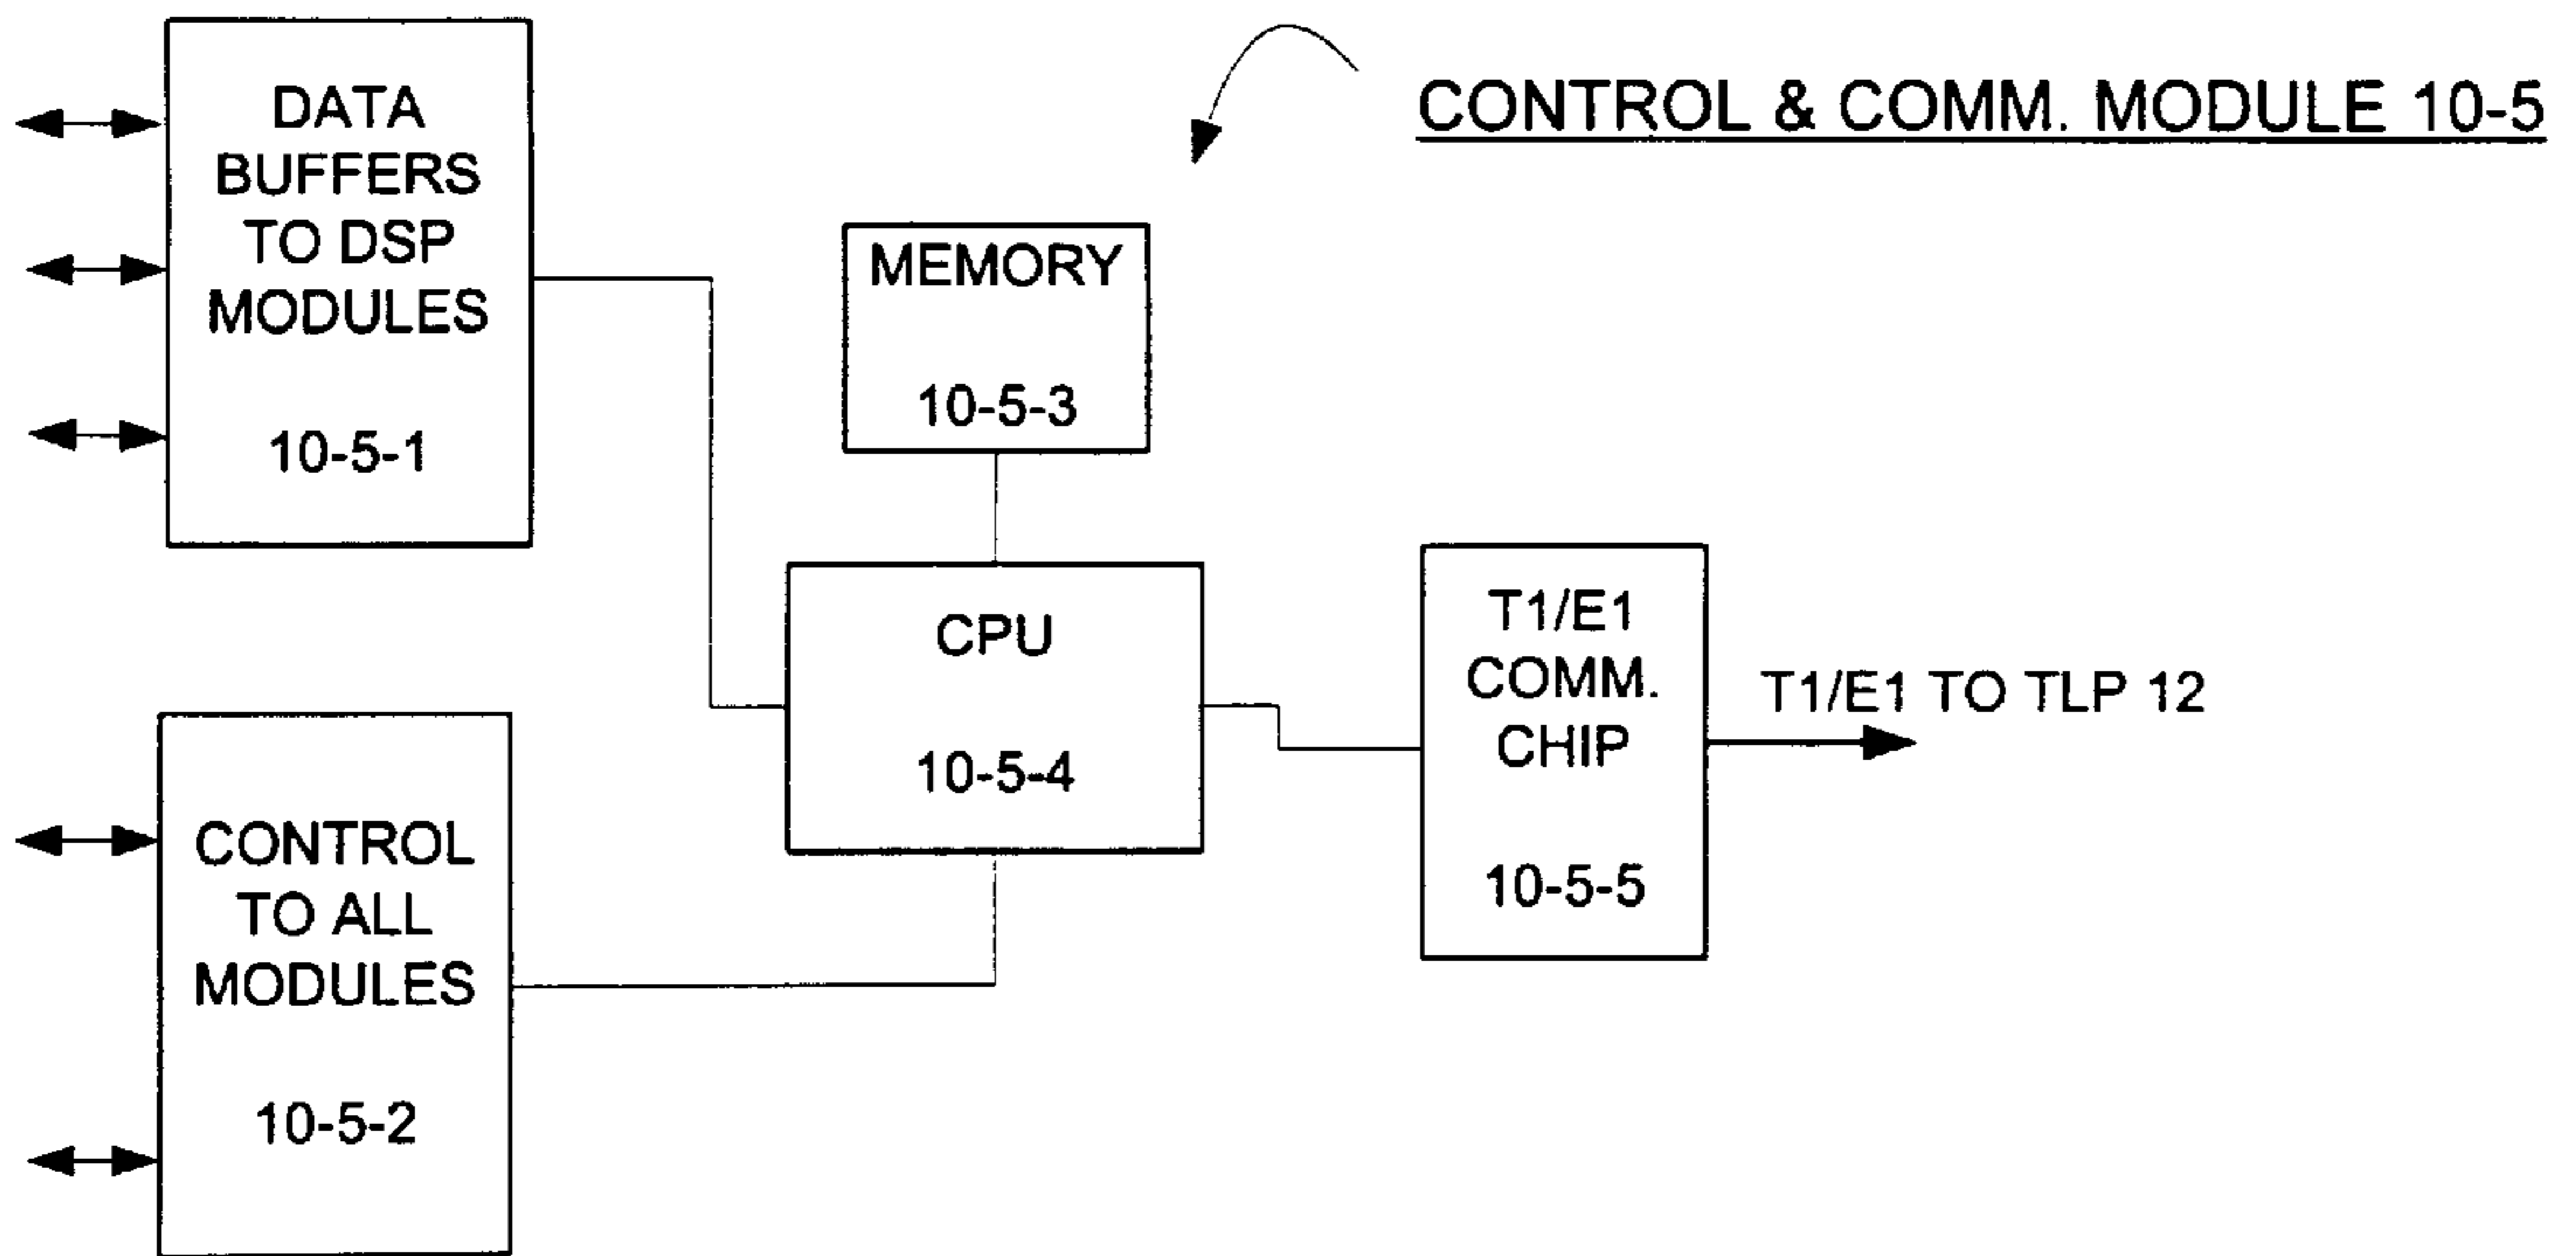 CONTROL & COMM. MODULE 10-5
DATA
BUFFERS
TO DSP
MODULES
10-5-1
MEMORY
10-5-3
CPU
10-5-4
T1/E1
COMM.
CHIP
10-5-5
T1/E1 TO TLP 12
CONTROL
TO ALL
MODULES
10-5-2